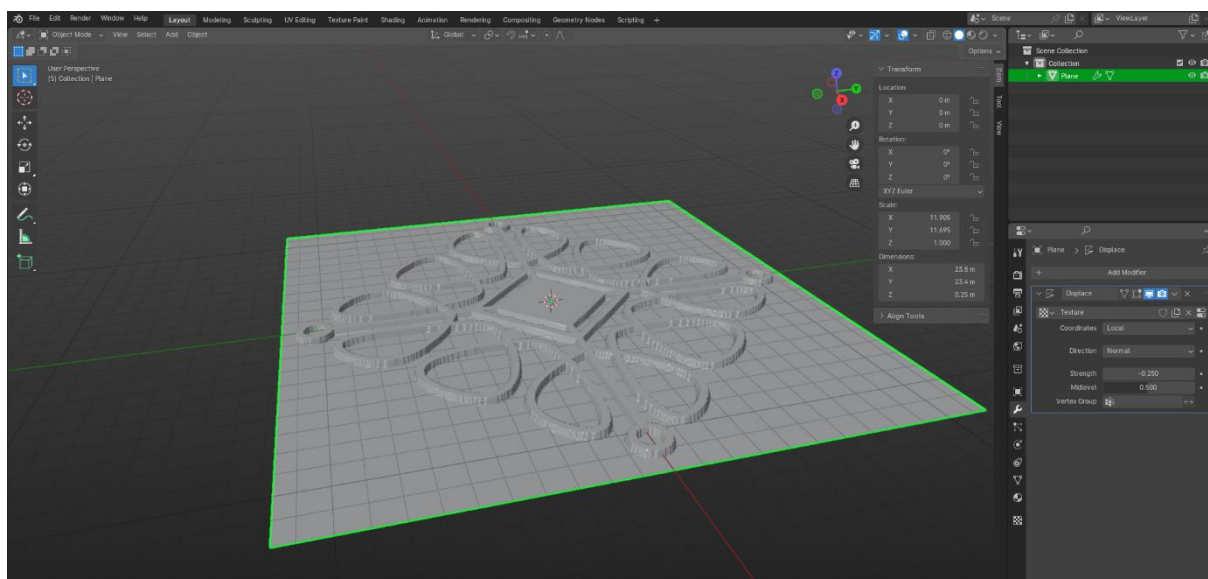 File Edit Render Window Help Layout Modeling Sculpting UV Editing Texture Paint Shading Animation Rendering Compositing Geometry Nodes Scripting + Scene ViewLayer
Object Mode View Select Add Object Global
Options
User Perspective
(5) Collection | Plane
Transform
Location:
X 0 m
Y 0 m
Z 0 m
Rotation:
X 0°
Y 0°
Z 0°
XYZ Euler
Scale:
X 11.905
Y 11.695
Z 1.000
Dimensions:
X 23.8 m
Y 23.4 m
Z 0.25 m
Align Tools
Item
Tool
View
Z
Y
X
Scene Collection
Collection
Plane
Plane > Displace
+ Add Modifier
Displace
Texture
Coordinates Local
Direction Normal
Strength -0.250
Midlevel 0.500
Vertex Group